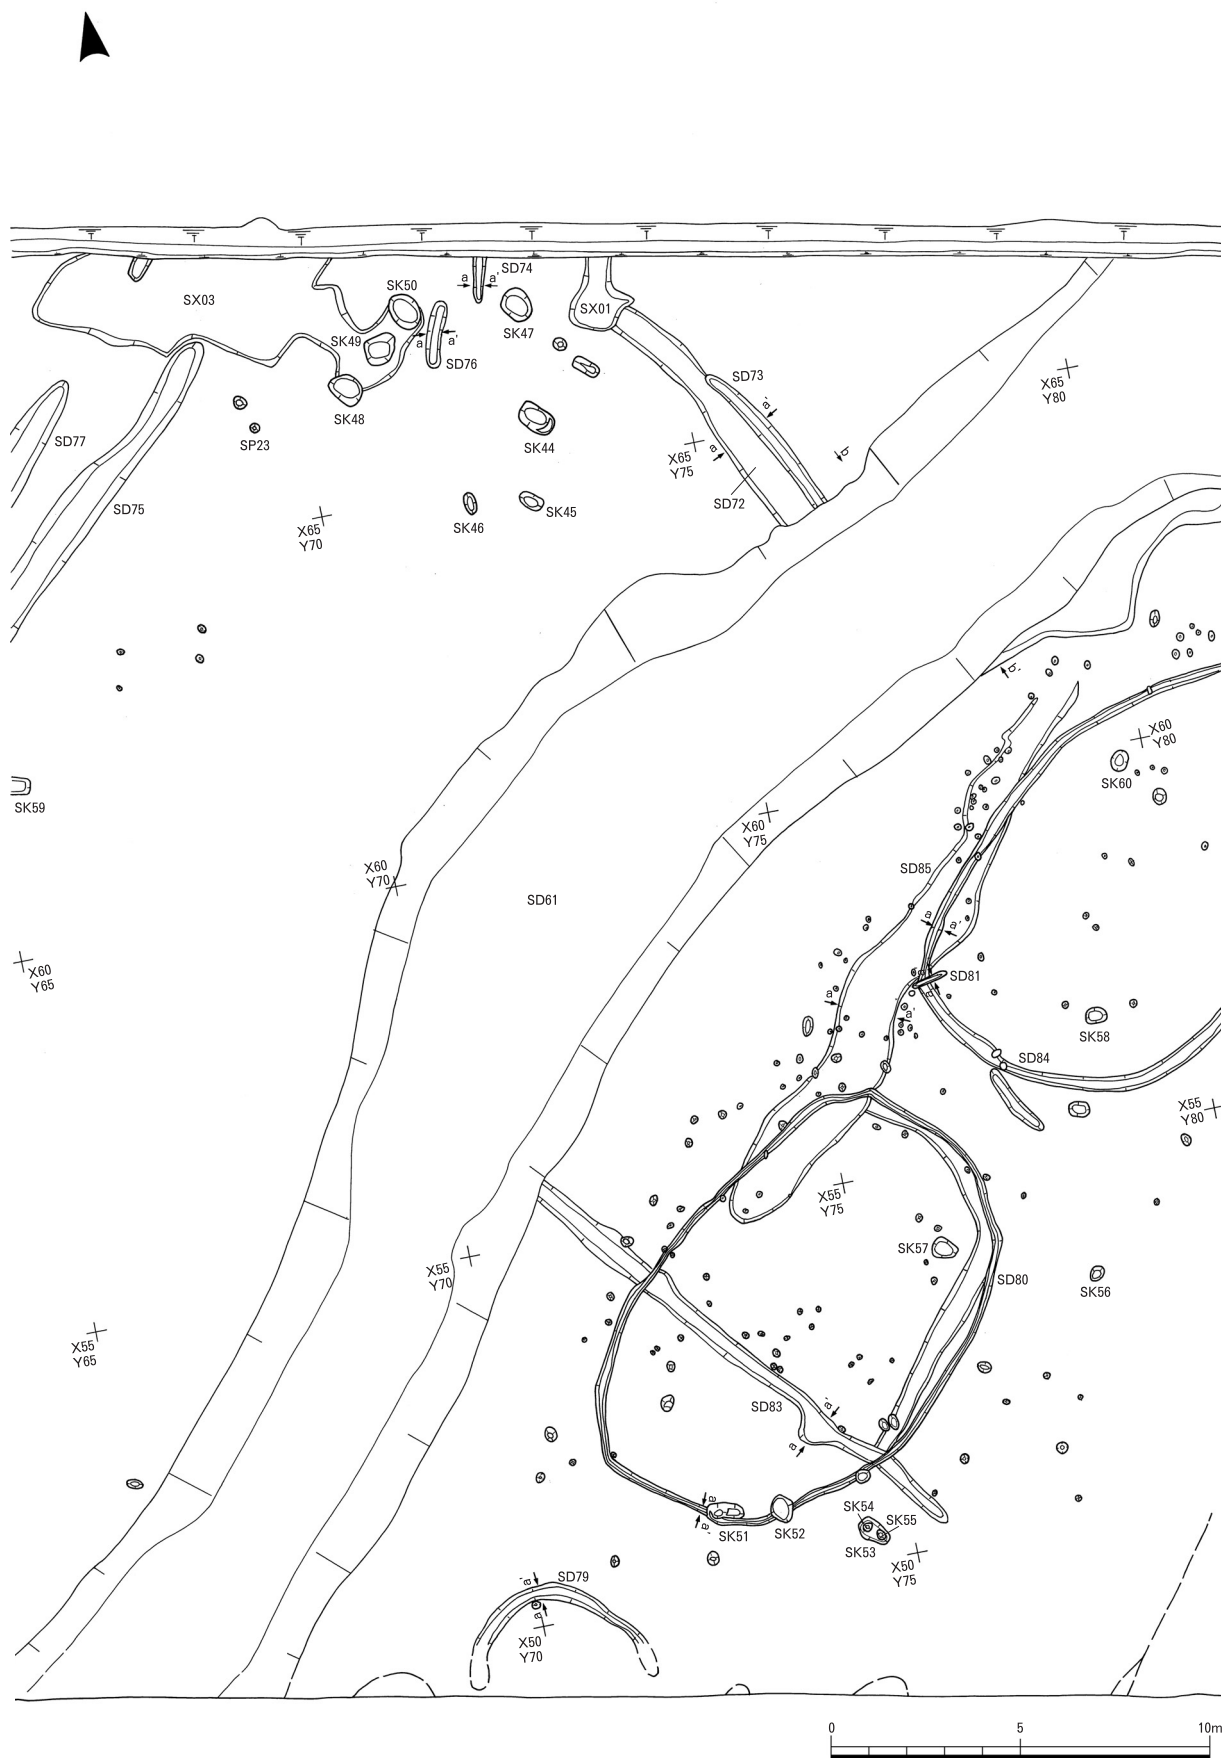 SX03
SK50
a
a'
SD74
SK47
SX01
SK49
a
a'
SD76
SK48
SD73
a'
X65
Y80
SD77
SP23
SK44
X65
Y75
a
b
SD75
SK46
SK45
SD72
X65
Y70
b'
X60
Y80
SK60
SK59
X60
Y75
X60
Y70
SD85
SD61
a
a'
X60
Y65
SD81
a
a'
SK58
SD84
X55
Y80
X55
Y75
SK57
X55
Y70
SD80
SK56
X55
Y65
SD83
a'
a
a
a'
SK51
SK52
SK54
SK55
SK53
X50
Y75
SD79
a'
a
X50
Y70
0
5
10m